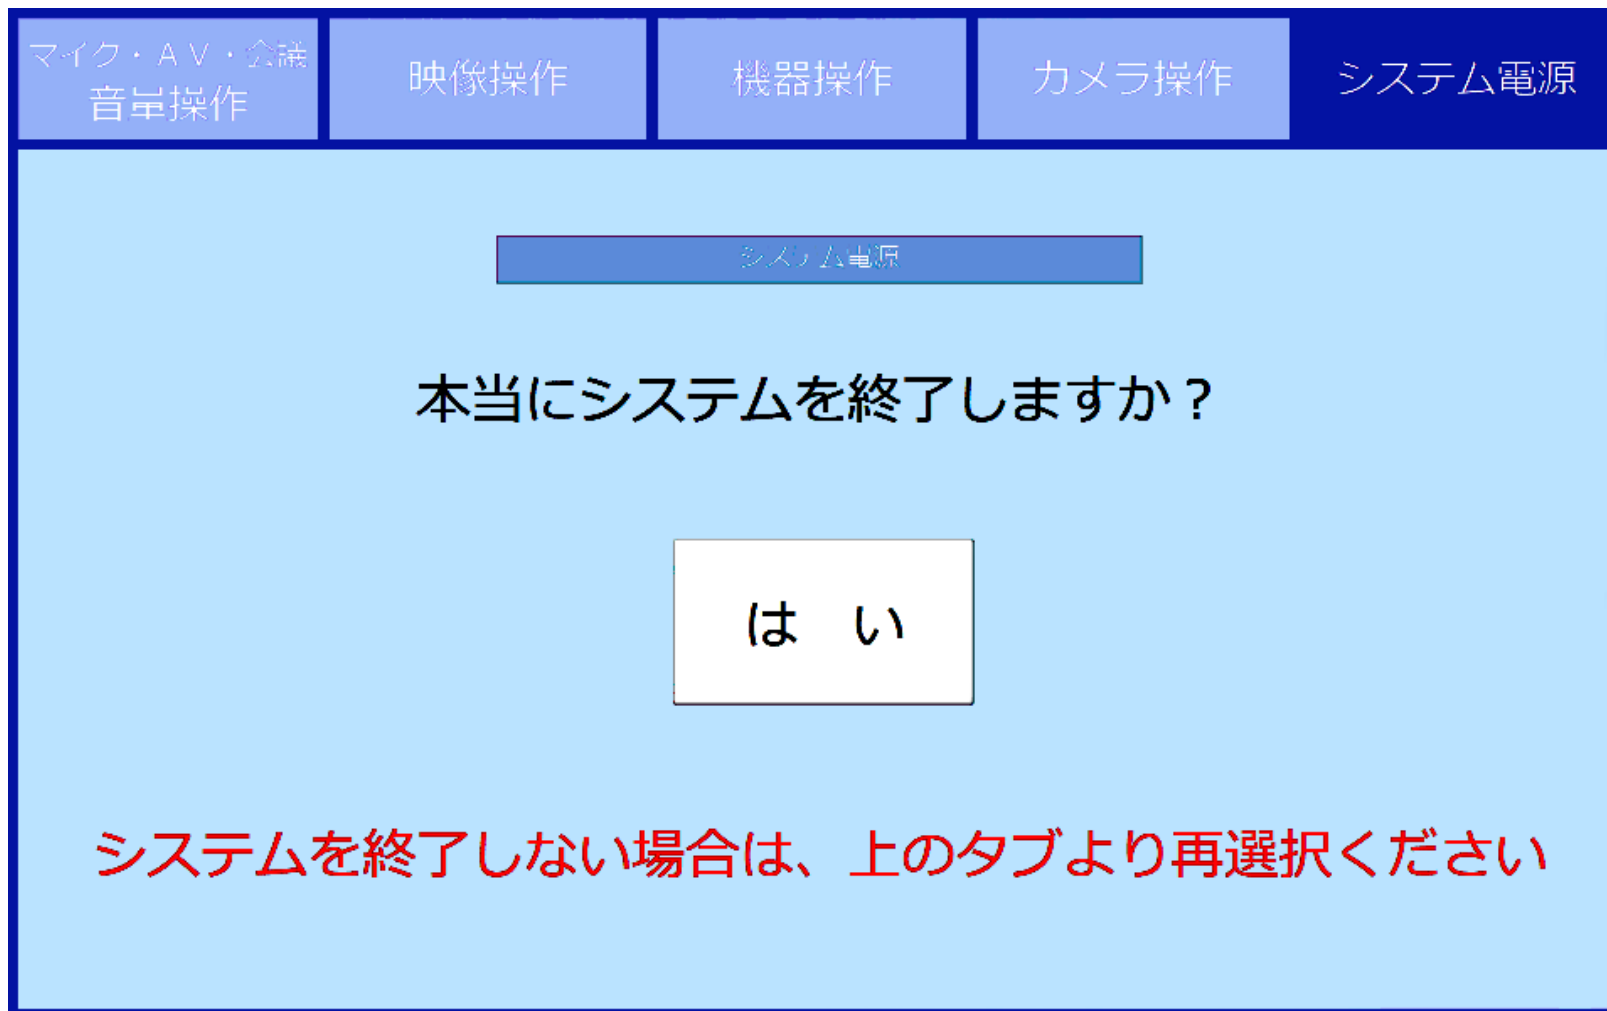 マイク・ＡＶ・会議
音量操作
映像操作
機器操作
カメラ操作
システム電源
システム電源
本当にシステムを終了しますか？
は　い
システムを終了しない場合は、上のタブより再選択ください